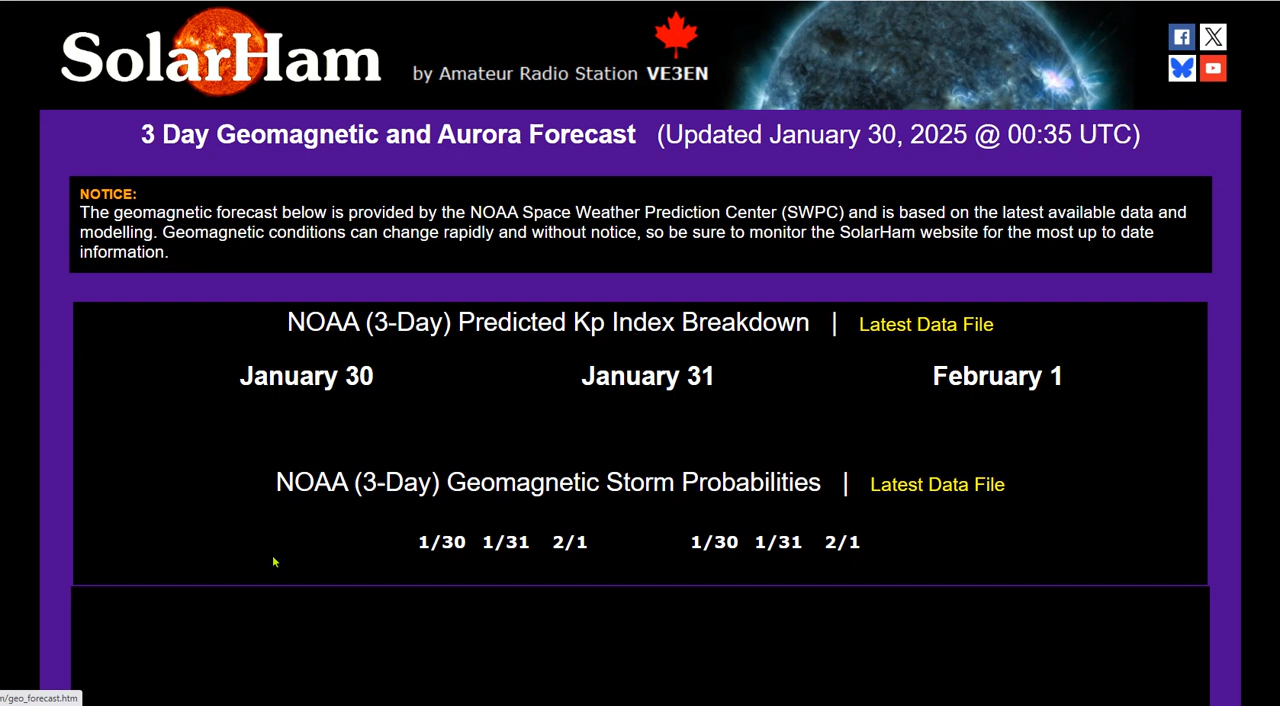 SolarHam
by Amateur Radio Station VE3EN
3 Day Geomagnetic and Aurora Forecast (Updated January 30, 2025 @ 00:35 UTC)
NOTICE:
The geomagnetic forecast below is provided by the NOAA Space Weather Prediction Center (SWPC) and is based on the latest available data and
modelling. Geomagnetic conditions can change rapidly and without notice, so be sure to monitor the SolarHam website for the most up to date
information.
NOAA (3-Day) Predicted Kp Index Breakdown | Latest Data File
January 30 January 31 February 1
NOAA (3-Day) Geomagnetic Storm Probabilities | Latest Data File
1/30 1/31 2/1 1/30 1/31 2/1
m/geo_forecast.htm